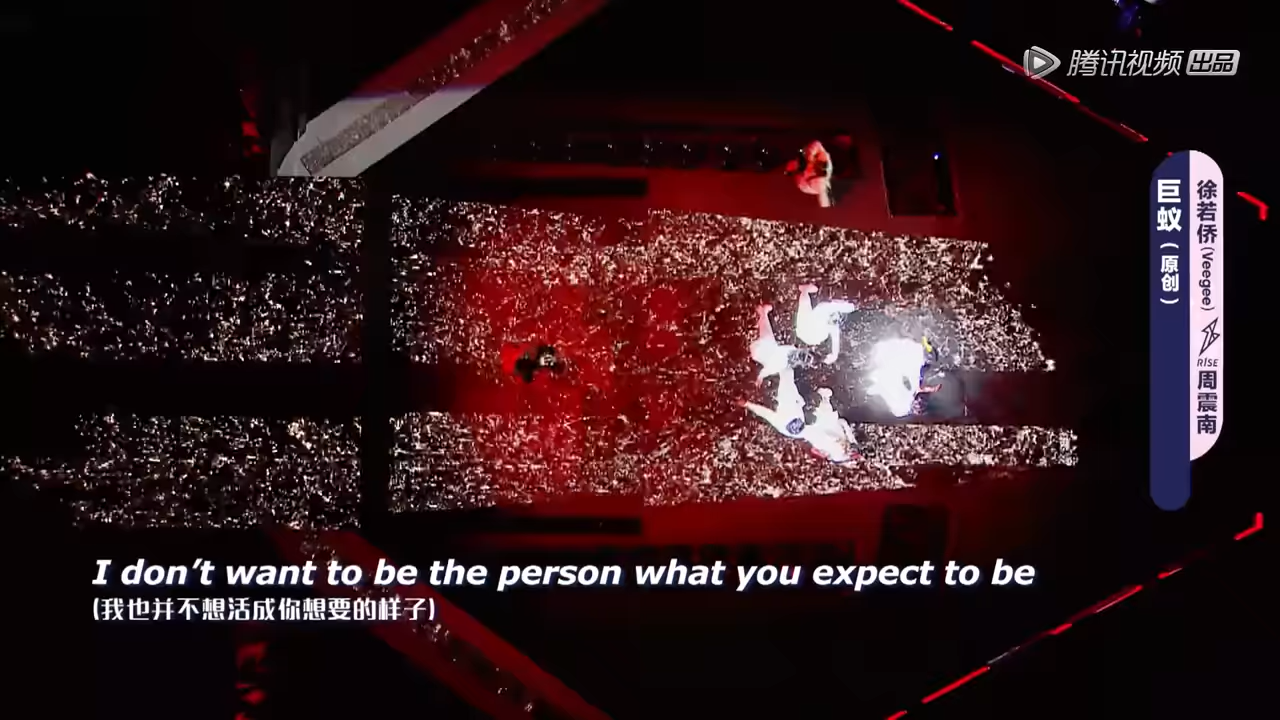 腾讯视频 出品
徐若侨(Veegee) RISE 周震南
巨蚁(原创)
I don't want to be the person what you expect to be
(我也并不想活成你想要的样子)